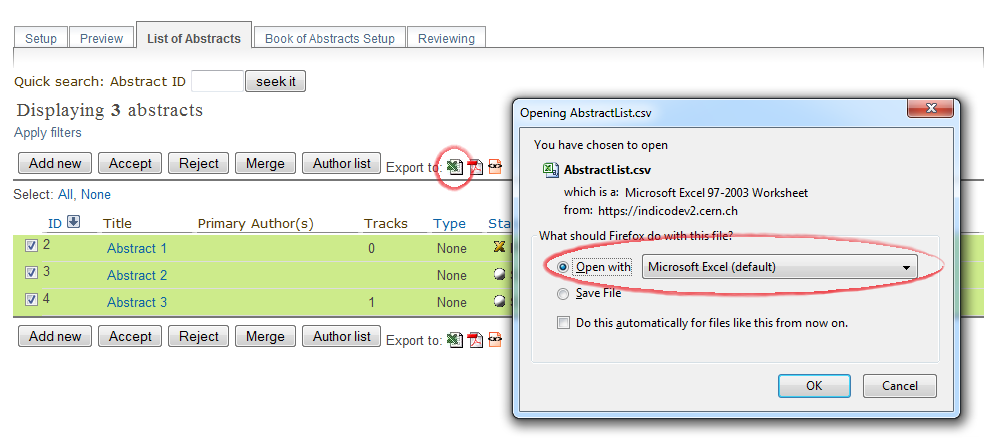 Setup Preview List of Abstracts Book of Abstracts Setup Reviewing
Quick search: Abstract ID seek it
Displaying 3 abstracts
Apply filters
Add new Accept Reject Merge Author list Export to:
Select: All, None
ID Title Primary Author(s) Tracks Type Sta
2 Abstract 1 0 None
3 Abstract 2 None
4 Abstract 3 1 None
Add new Accept Reject Merge Author list Export to:
Opening AbstractList.csv
You have chosen to open
AbstractList.csv
which is a: Microsoft Excel 97-2003 Worksheet
from: https://indicodev2.cern.ch
What should Firefox do with this file?
Open with Microsoft Excel (default)
Save File
Do this automatically for files like this from now on.
OK Cancel